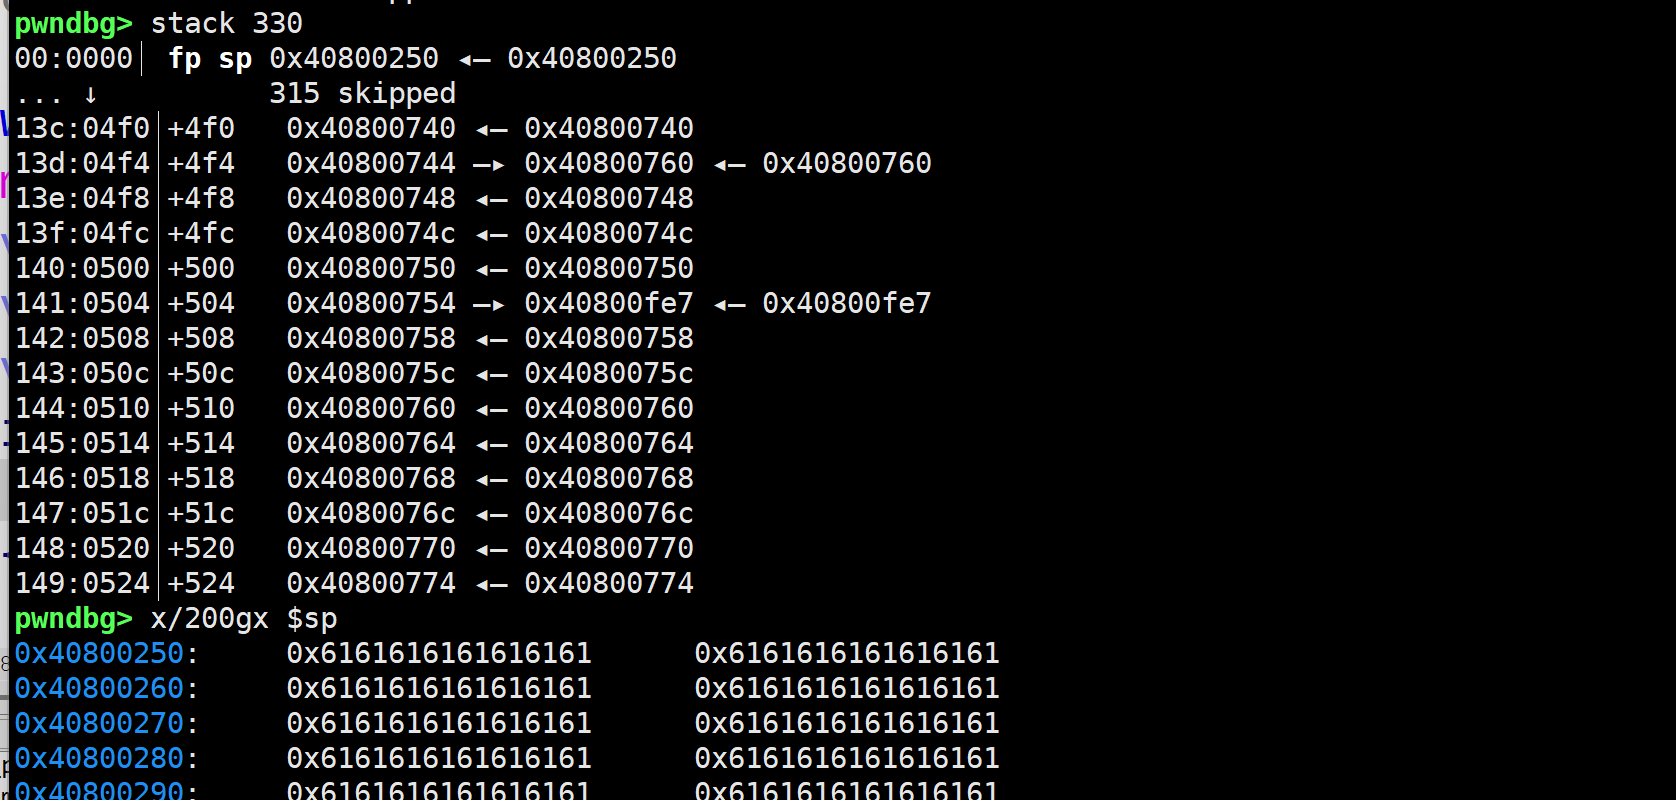 pwndbg> stack 330
00:0000│ fp sp 0x40800250 ◂— 0x40800250
... ↓ 315 skipped
13c:04f0│+4f0 0x40800740 ◂— 0x40800740
13d:04f4│+4f4 0x40800744 —▸ 0x40800760 ◂— 0x40800760
13e:04f8│+4f8 0x40800748 ◂— 0x40800748
13f:04fc│+4fc 0x4080074c ◂— 0x4080074c
140:0500│+500 0x40800750 ◂— 0x40800750
141:0504│+504 0x40800754 —▸ 0x40800fe7 ◂— 0x40800fe7
142:0508│+508 0x40800758 ◂— 0x40800758
143:050c│+50c 0x4080075c ◂— 0x4080075c
144:0510│+510 0x40800760 ◂— 0x40800760
145:0514│+514 0x40800764 ◂— 0x40800764
146:0518│+518 0x40800768 ◂— 0x40800768
147:051c│+51c 0x4080076c ◂— 0x4080076c
148:0520│+520 0x40800770 ◂— 0x40800770
149:0524│+524 0x40800774 ◂— 0x40800774
pwndbg> x/200gx $sp
0x40800250: 0x6161616161616161 0x6161616161616161
0x40800260: 0x6161616161616161 0x6161616161616161
0x40800270: 0x6161616161616161 0x6161616161616161
0x40800280: 0x6161616161616161 0x6161616161616161
0x40800290: 0x6161616161616161 0x6161616161616161